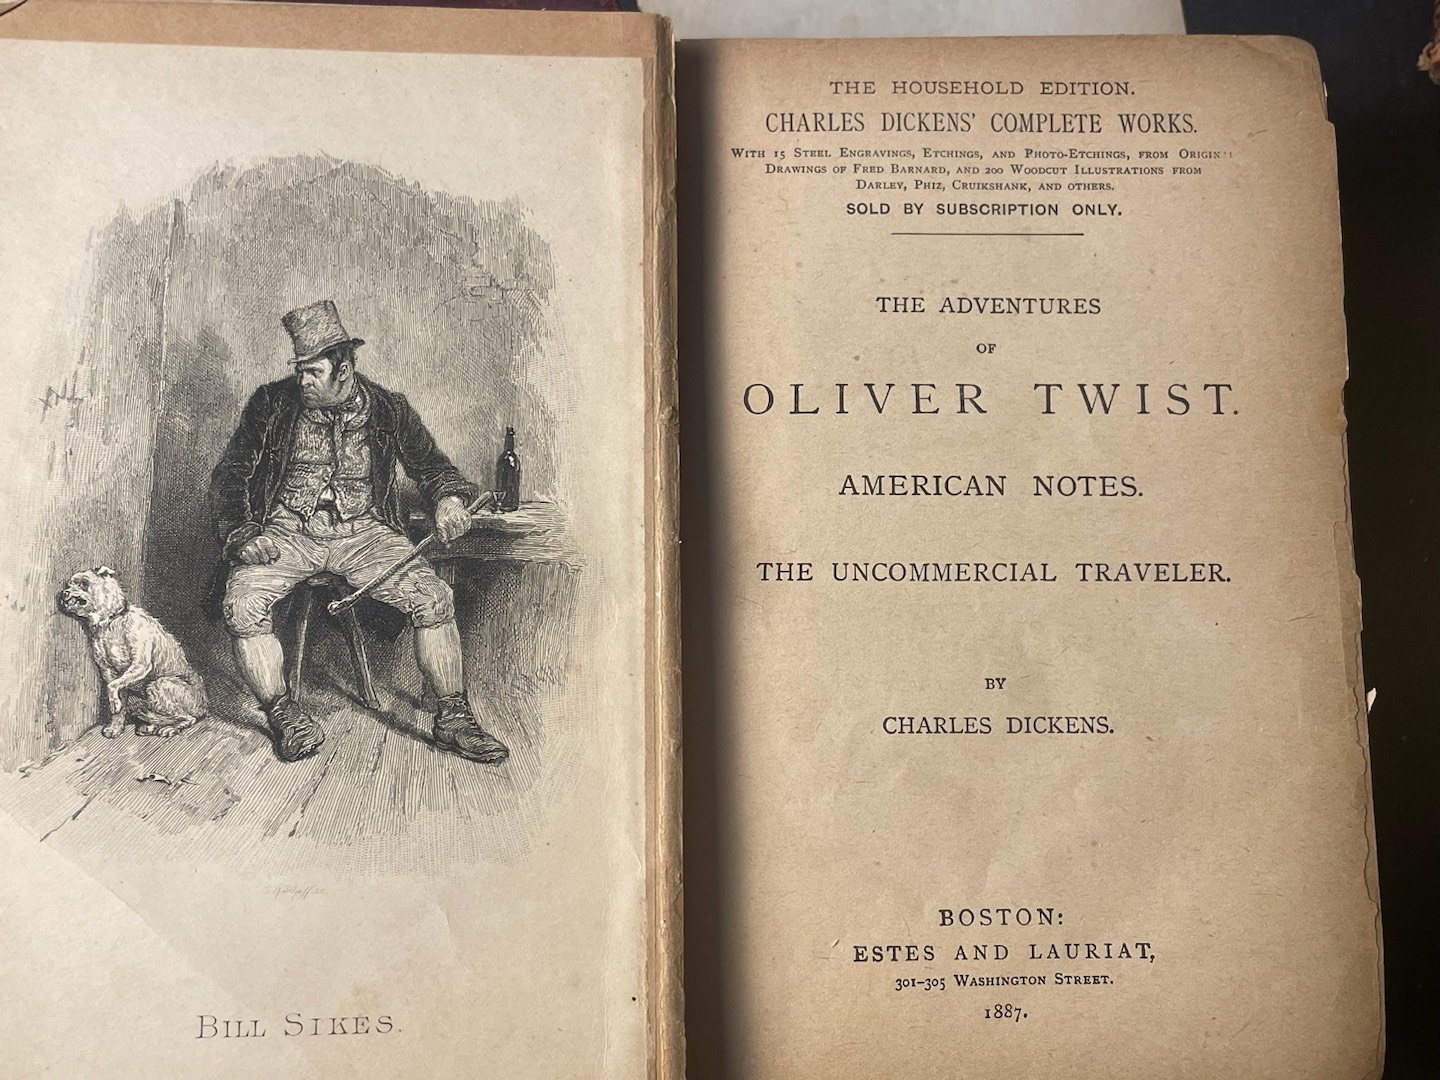 BILL SIKES.
THE HOUSEHOLD EDITION.
CHARLES DICKENS' COMPLETE WORKS.
WITH 15 STEEL ENGRAVINGS, ETCHINGS, AND PHOTO-ETCHINGS, FROM ORIGIN
DRAWINGS OF FRED BARNARD, AND 200 WOODCUT ILLUSTRATIONS FROM
DARLEY, PHIZ, CRUIKSHANK, AND OTHERS.
SOLD BY SUBSCRIPTION ONLY.
THE ADVENTURES
OF
OLIVER TWIST.
AMERICAN NOTES.
THE UNCOMMERCIAL TRAVELER.
BY
CHARLES DICKENS.
BOSTON:
ESTES AND LAURIAT,
301-305 WASHINGTON STREET.
1887.